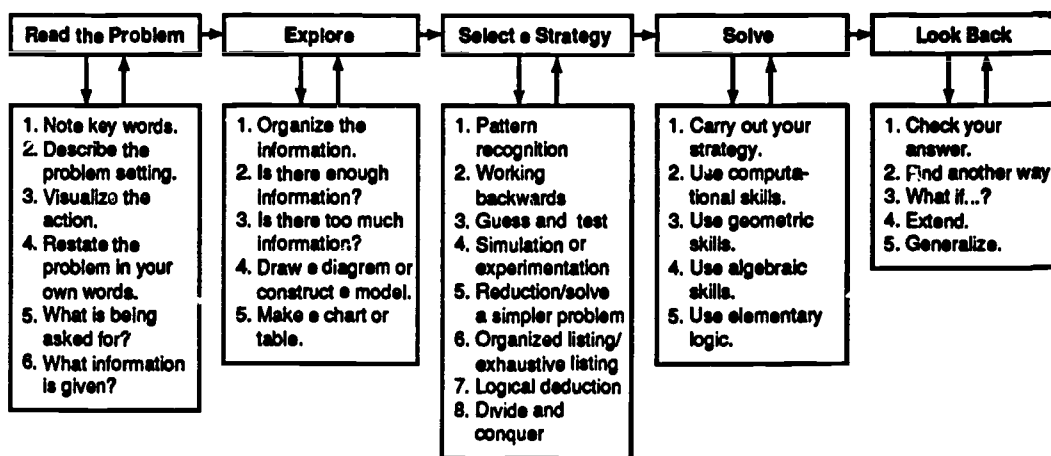 Read the Problem
Explore
Select e Strategy
Solve
Look Back
1. Note key words.
2. Describe the
problem setting.
3. Visualize the
action.
4. Restate the
problem in your
own words.
5. What is being
asked for?
6. What information
is given?
1. Organize the
information.
2. Is there enough
information?
3. Is there too much
information?
4. Draw e diagrem or
construct e model.
5. Make e chart or
table.
1. Pattern
recognition
2. Working
backwards
3. Guess and test
4. Simulation or
experimentation
5. Reduction/solve
a simpler problem
6. Organized listing/
exhaustive listing
7. Logical deduction
8. Divide and
conquer
1. Carry out your
strategy.
2. Use computa-
tional skills.
3. Use geometric
skills.
4. Use algebraic
skills.
5. Use elementary
logic.
1. Check your
answer.
2. Find another way
3. What if...?
4. Extend.
5. Generalize.